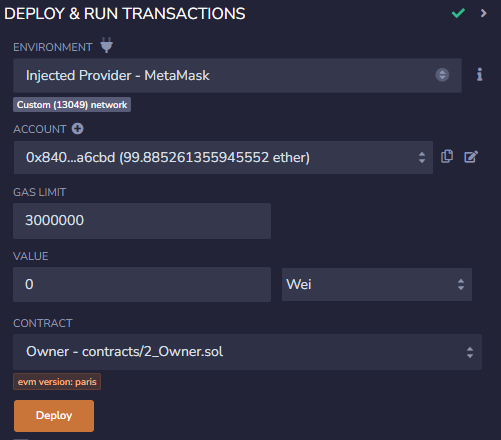 DEPLOY & RUN TRANSACTIONS
ENVIRONMENT
Injected Provider - MetaMask
Custom (13049) network
ACCOUNT
0x840...a6cbd (99.885261355945552 ether)
GAS LIMIT
3000000
VALUE
0 Wei
CONTRACT
Owner - contracts/2_Owner.sol
evm version: paris
Deploy